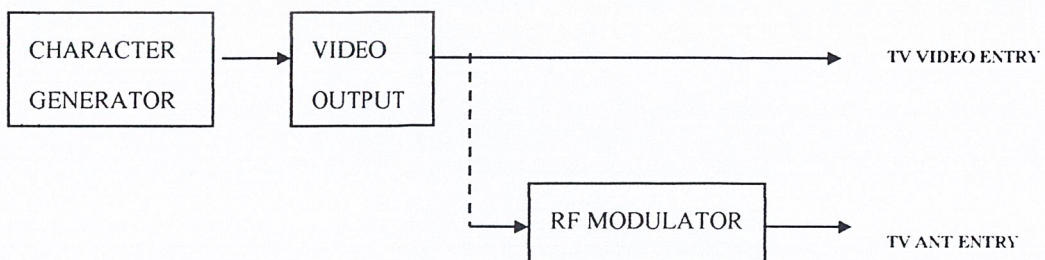 CHARACTER
GENERATOR
VIDEO
OUTPUT
TV VIDEO ENTRY
RF MODULATOR
TV ANT ENTRY